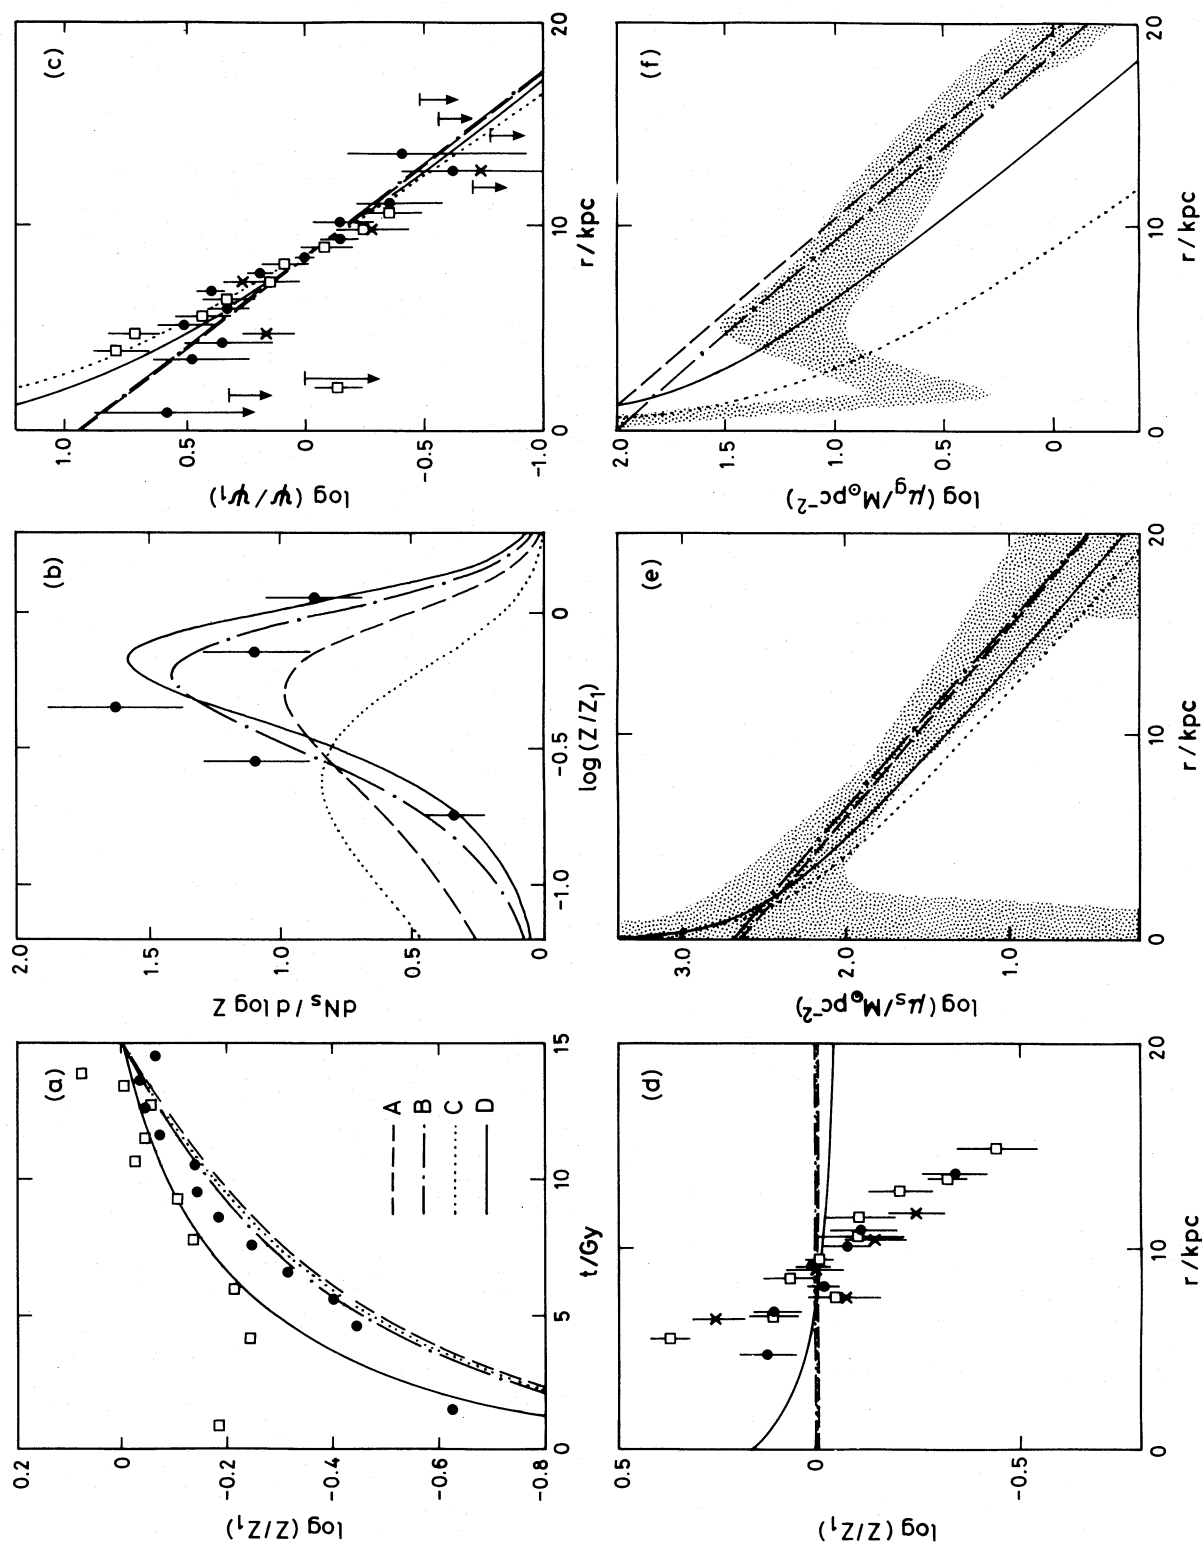 (a)
log (Z/Z₁)
0.2
0
-0.2
-0.4
-0.6
-0.8
0
5
10
15
t/Gy
A
B
C
D
(b)
dNₛ/d log Z
2.0
1.5
1.0
0.5
0
-1.0
-0.5
0
log (Z/Z₁)
(c)
log (ψ/ψ₁)
1.0
0.5
0
-0.5
-1.0
0
10
20
r/kpc
(d)
log (Z/Z₁)
0.5
0
-0.5
0
10
20
r/kpc
(e)
log (μₛ/M⊙pc⁻²)
3.0
2.0
1.0
0
10
20
r/kpc
(f)
log (μg/M⊙pc⁻²)
2.0
1.5
1.0
0.5
0
0
10
20
r/kpc